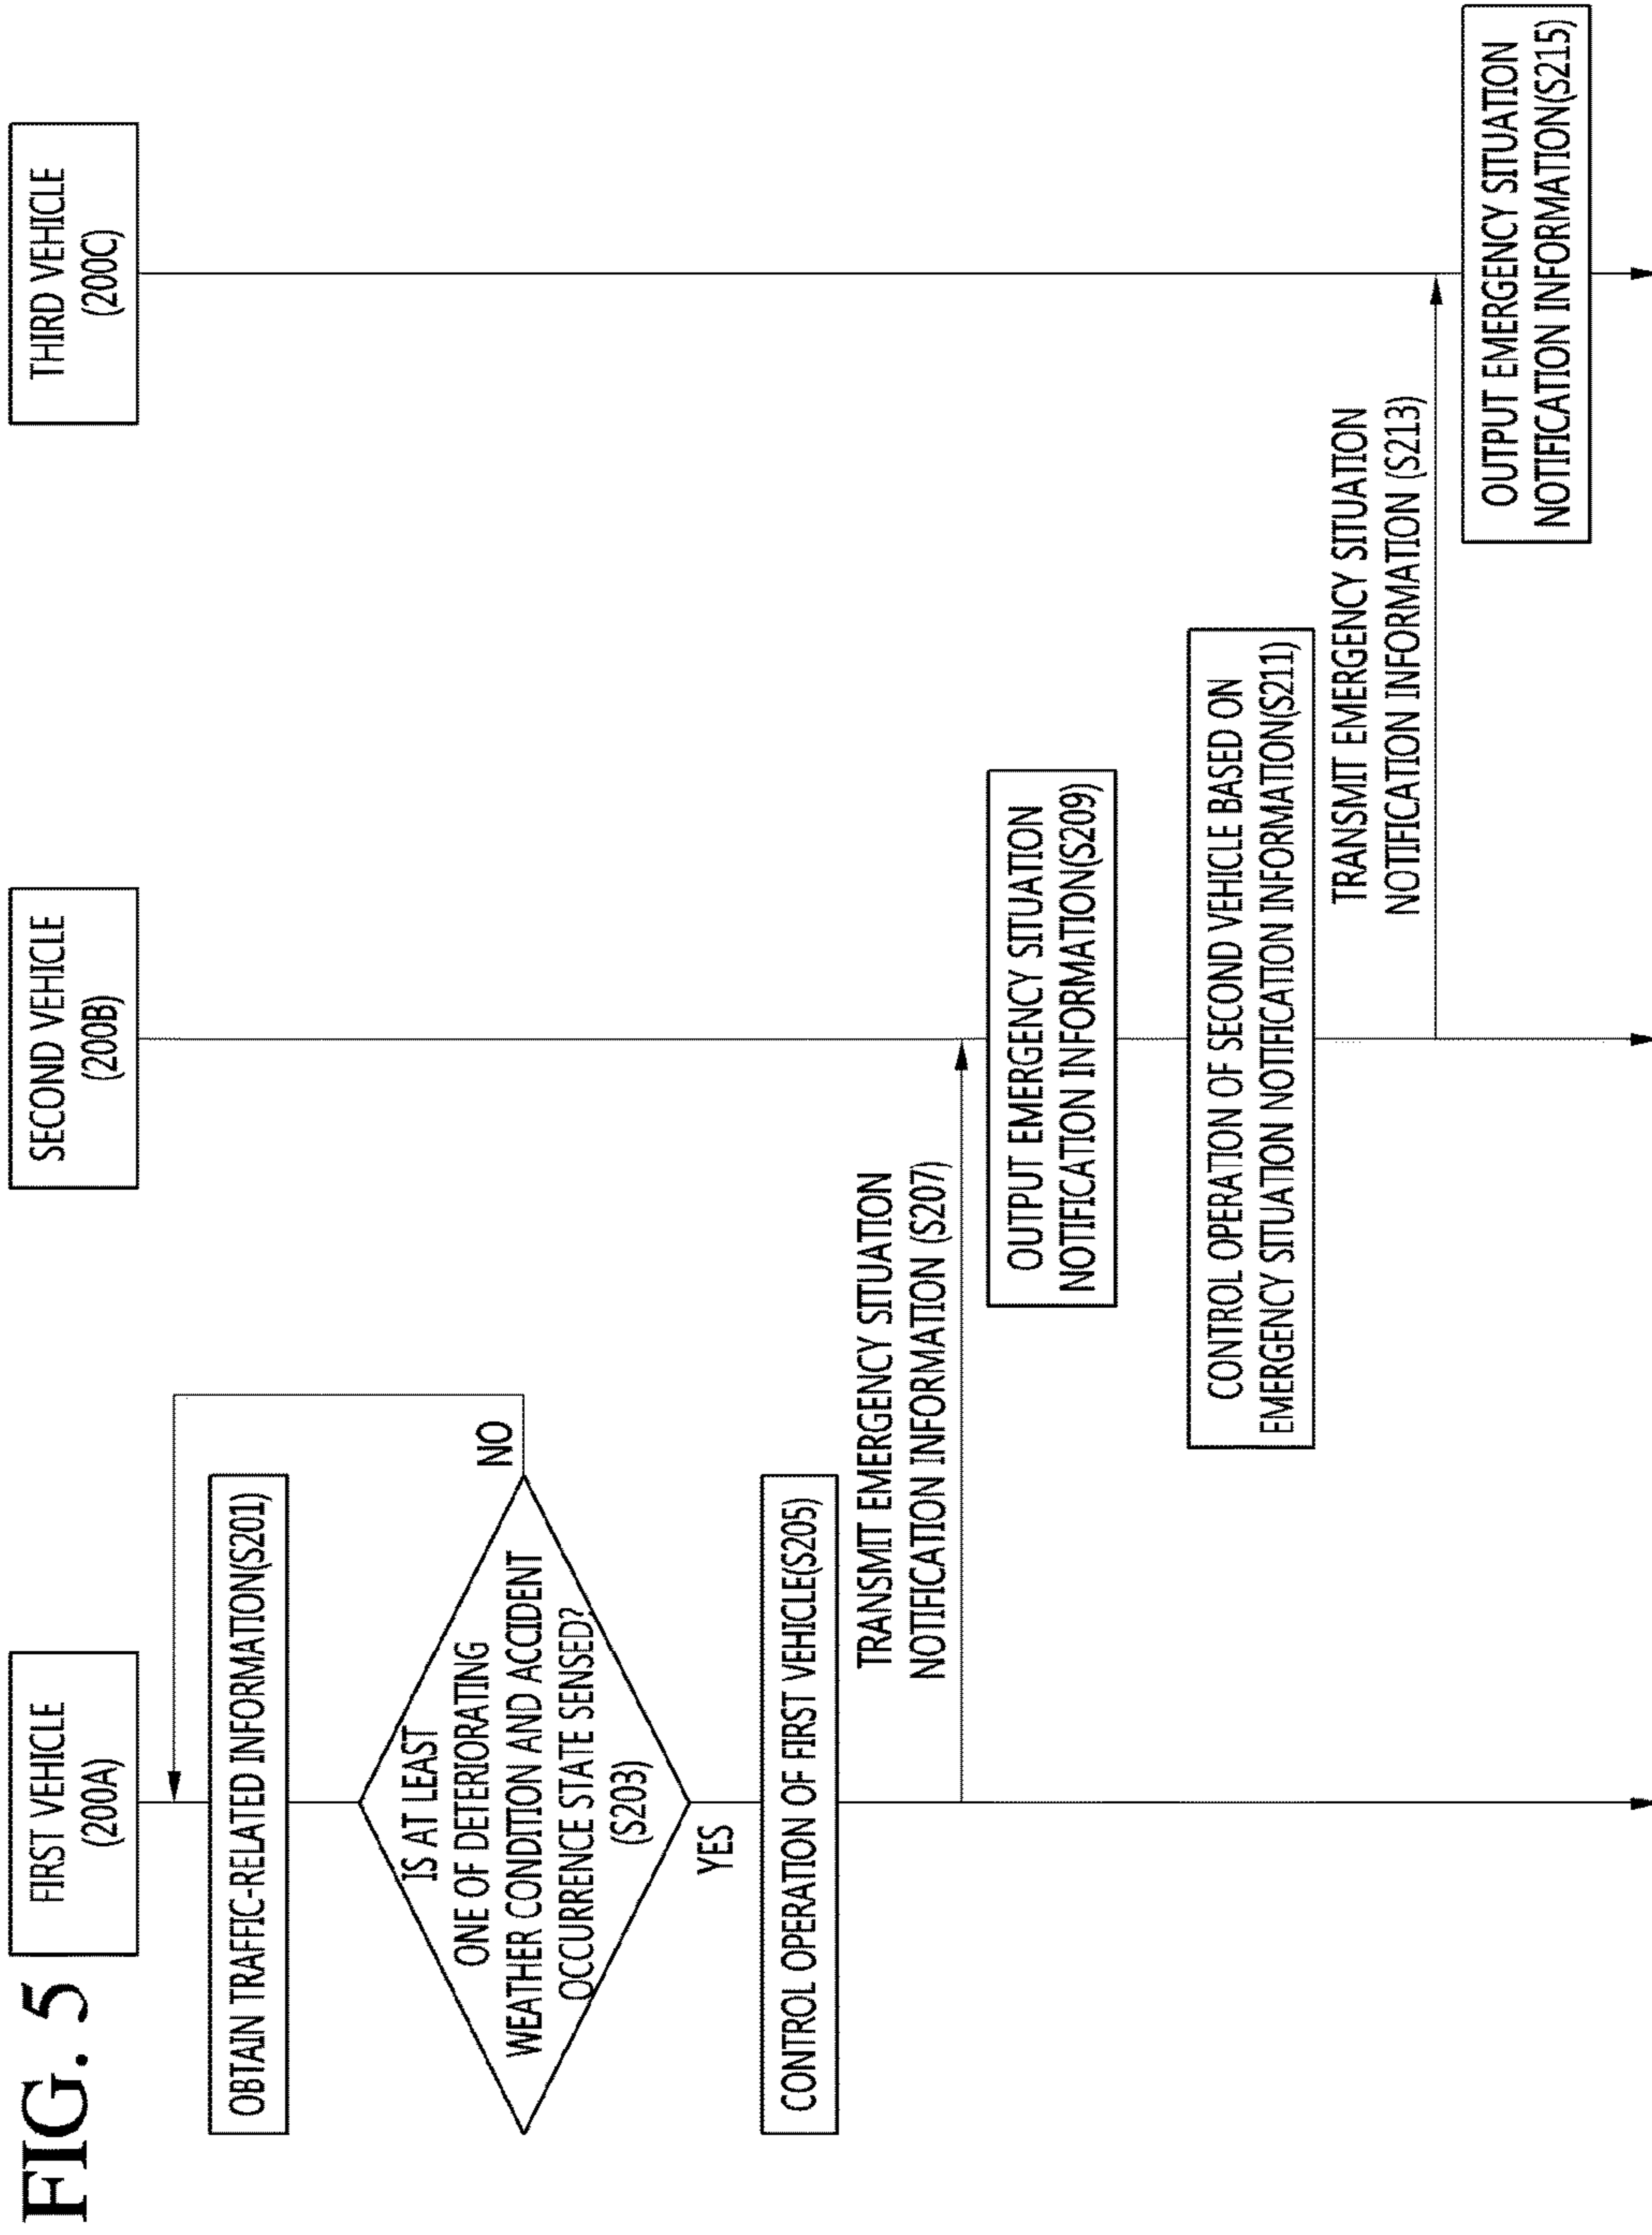 FIG. 5
FIRST VEHICLE
(200A)
SECOND VEHICLE
(200B)
THIRD VEHICLE
(200C)
OBTAIN TRAFFIC-RELATED INFORMATION(S201)
IS AT LEAST
ONE OF DETERIORATING
WEATHER CONDITION AND ACCIDENT
OCCURRENCE STATE SENSED?
(S203)
NO
YES
CONTROL OPERATION OF FIRST VEHICLE(S205)
TRANSMIT EMERGENCY SITUATION
NOTIFICATION INFORMATION (S207)
OUTPUT EMERGENCY SITUATION
NOTIFICATION INFORMATION(S209)
CONTROL OPERATION OF SECOND VEHICLE BASED ON
EMERGENCY SITUATION NOTIFICATION INFORMATION(S211)
TRANSMIT EMERGENCY SITUATION
NOTIFICATION INFORMATION (S213)
OUTPUT EMERGENCY SITUATION
NOTIFICATION INFORMATION(S215)